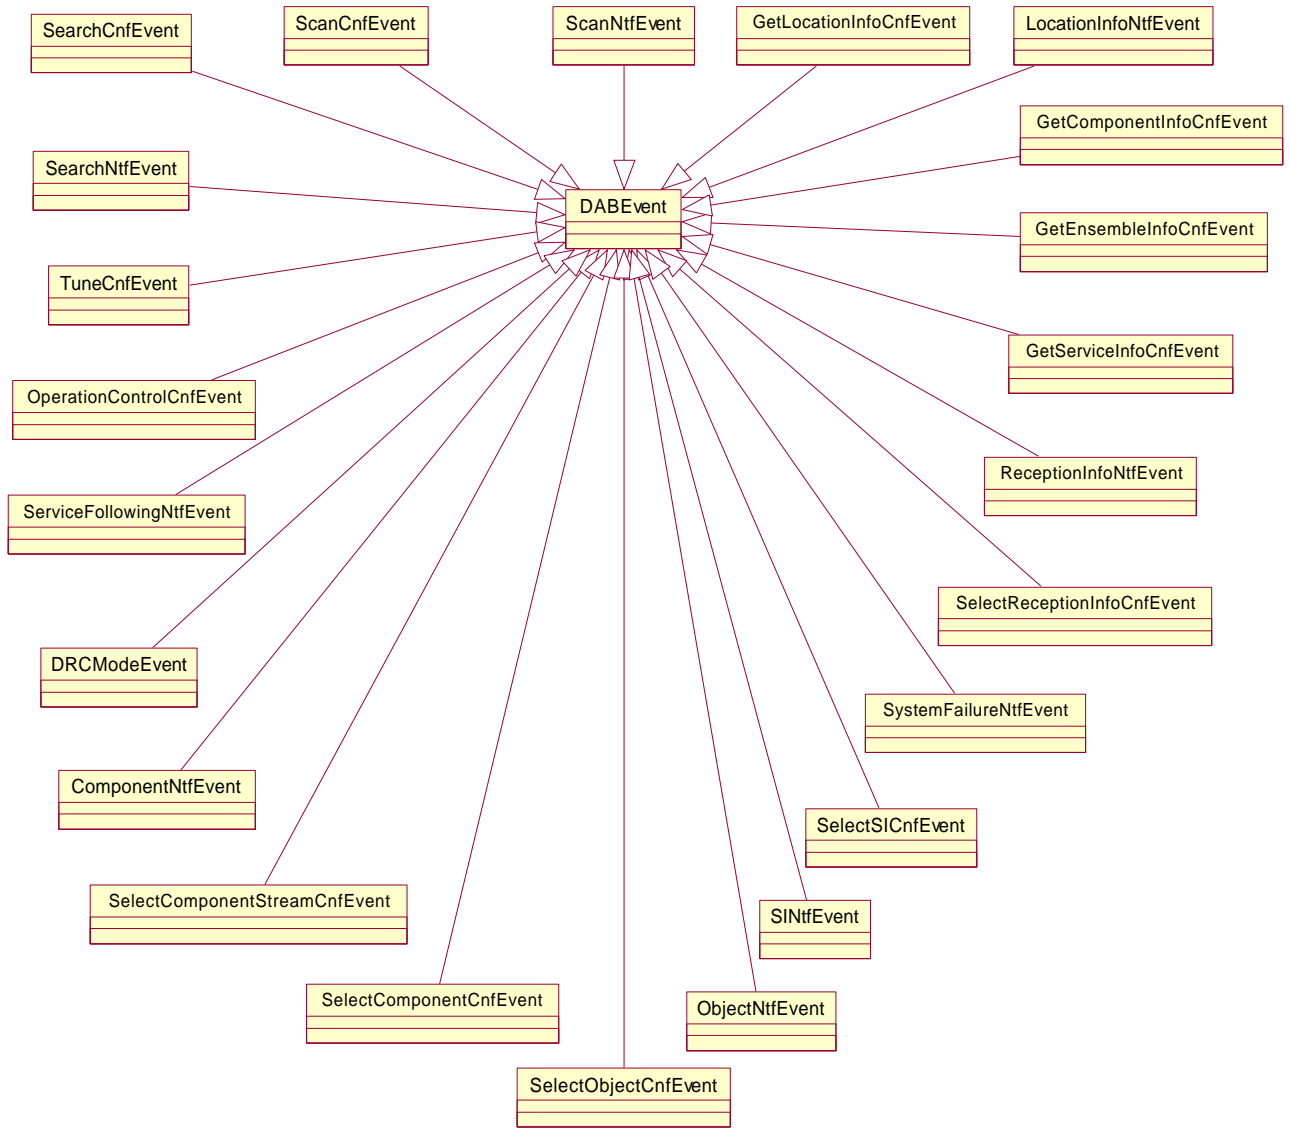 SearchCnfEvent
ScanCnfEvent
ScanNtfEvent
GetLocationInfoCnfEvent
LocationInfoNtfEvent
GetComponentInfoCnfEvent
SearchNtfEvent
DABEvent
GetEnsembleInfoCnfEvent
TuneCnfEvent
GetServiceInfoCnfEvent
OperationControlCnfEvent
ReceptionInfoNtfEvent
ServiceFollowingNtfEvent
SelectReceptionInfoCnfEvent
DRCModeEvent
SystemFailureNtfEvent
ComponentNtfEvent
SelectSICnfEvent
SelectComponentStreamCnfEvent
SINtfEvent
SelectComponentCnfEvent
ObjectNtfEvent
SelectObjectCnfEvent